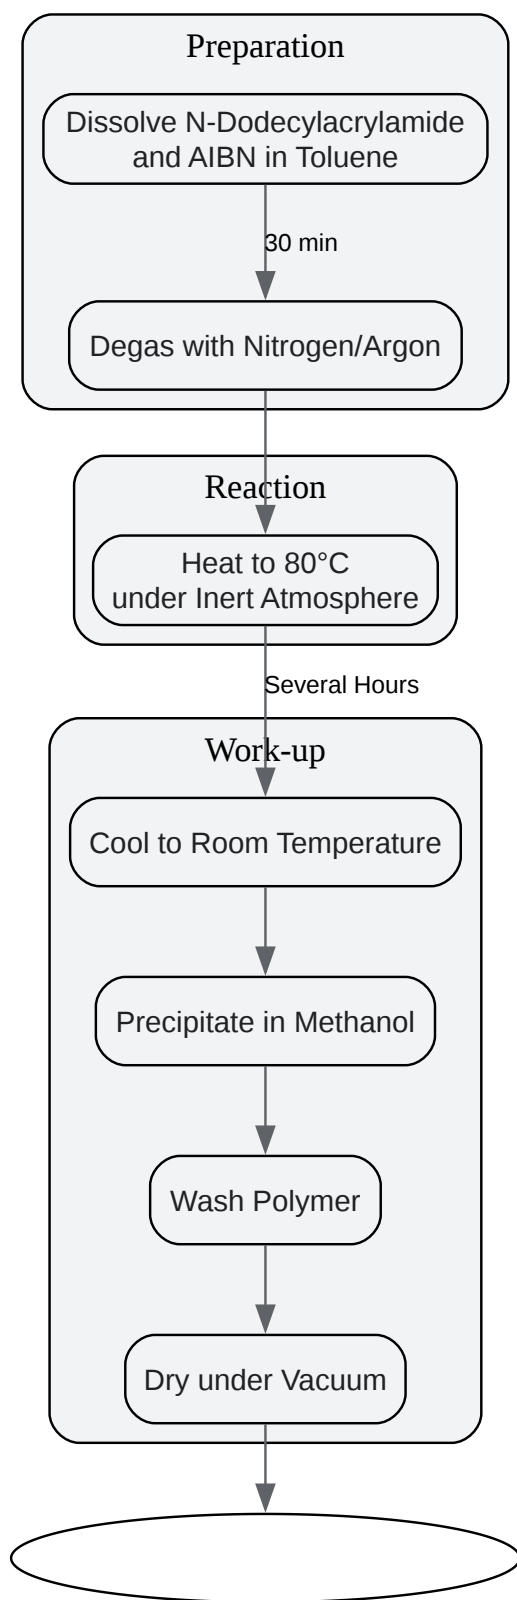 Preparation
Dissolve N-Dodecylacrylamide
and AIBN in Toluene
30 min
Degas with Nitrogen/Argon
Reaction
Heat to 80°C
under Inert Atmosphere
Several Hours
Work-up
Cool to Room Temperature
Precipitate in Methanol
Wash Polymer
Dry under Vacuum